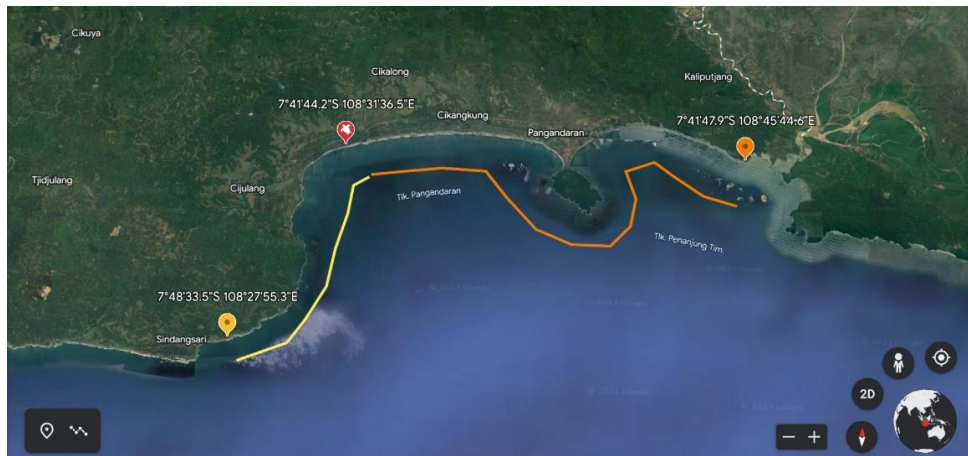 Cikuya
Cikalong
7°41'44.2"S 108°31'36.5"E
Kaliputjang
Cikangkung
Pangandaran
7°41'47.9"S 108°45'44.6"E
Tjidjulang
Cijulang
Tlk. Pangandaran
Tlk. Penanjung Tim.
7°48'33.5"S 108°27'55.3"E
Sindangsari
2D